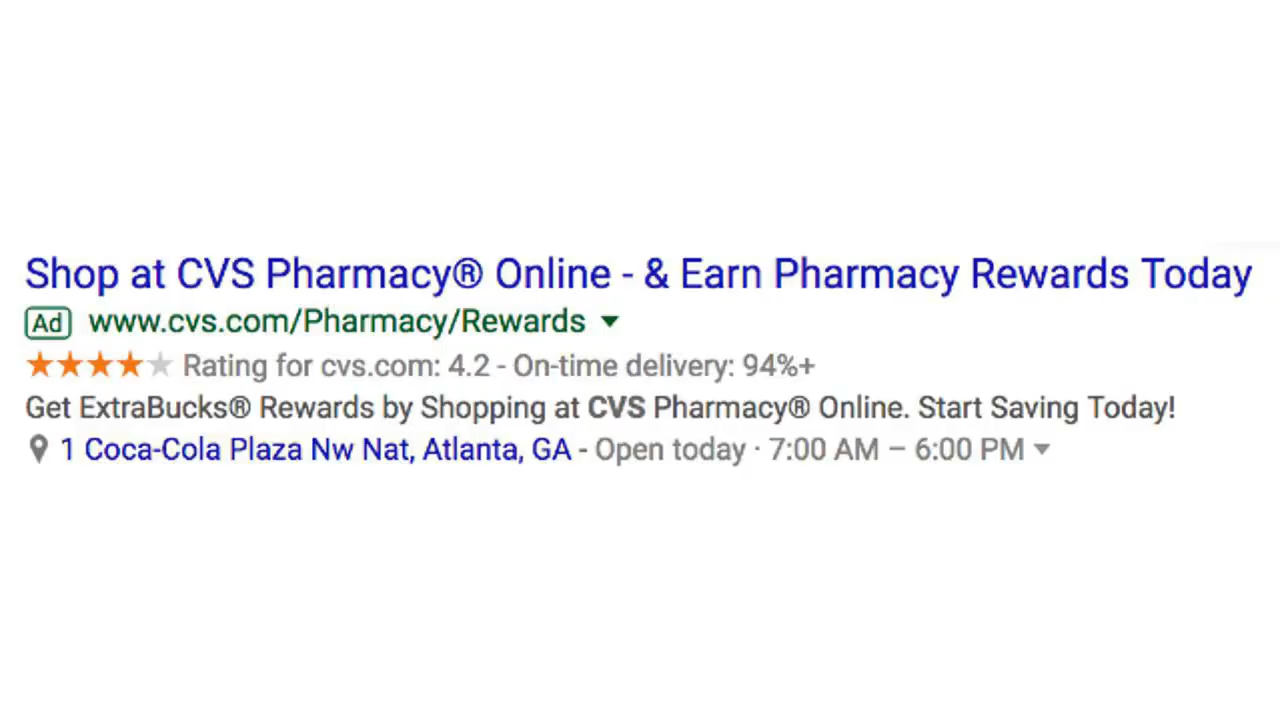 Shop at CVS Pharmacy® Online - & Earn Pharmacy Rewards Today
Ad www.cvs.com/Pharmacy/Rewards
Rating for cvs.com: 4.2 - On-time delivery: 94%+
Get ExtraBucks® Rewards by Shopping at CVS Pharmacy® Online. Start Saving Today!
1 Coca-Cola Plaza Nw Nat, Atlanta, GA - Open today · 7:00 AM – 6:00 PM